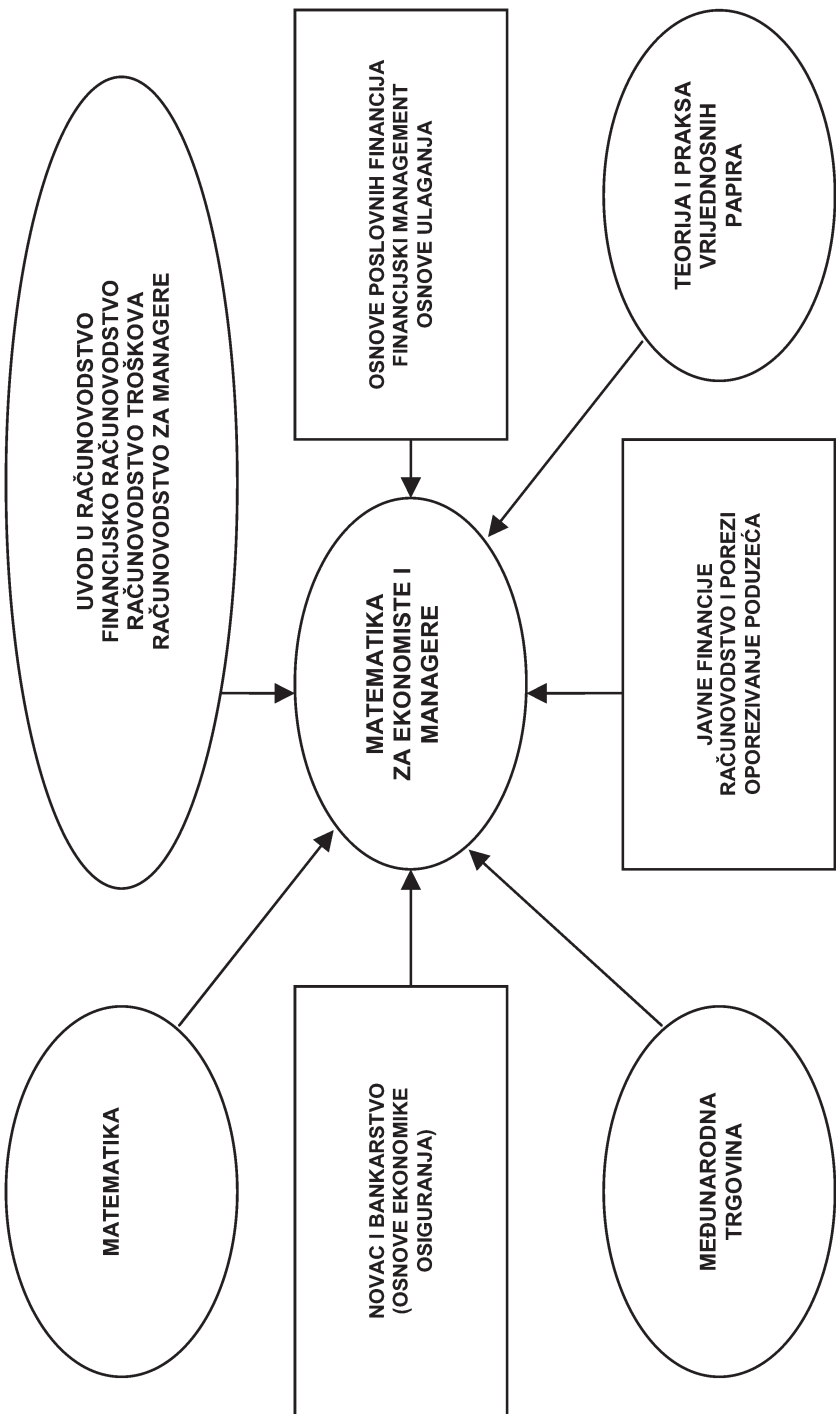 MATEMATIKA
UVOD U RAČUNOVODSTVO
FINANCIJSKO RAČUNOVODSTVO
RAČUNOVODSTVO TROŠKOVA
RAČUNOVODSTVO ZA MANAGERE
NOVAC I BANKARSTVO
(OSNOVE EKONOMIKE
OSIGURANJA)
MATEMATIKA
ZA EKONOMISTE I
MANAGERE
OSNOVE POSLOVNIH FINANCIJA
FINANCIJSKI MANAGEMENT
OSNOVE ULAGANJA
MEĐUNARODNA
TRGOVINA
JAVNE FINANCIJE
RAČUNOVODSTVO I POREZI
OPOREZIVANJE PODUZEĆA
TEORIJA I PRAKSA
VRIJEDNOSNIH
PAPIRA